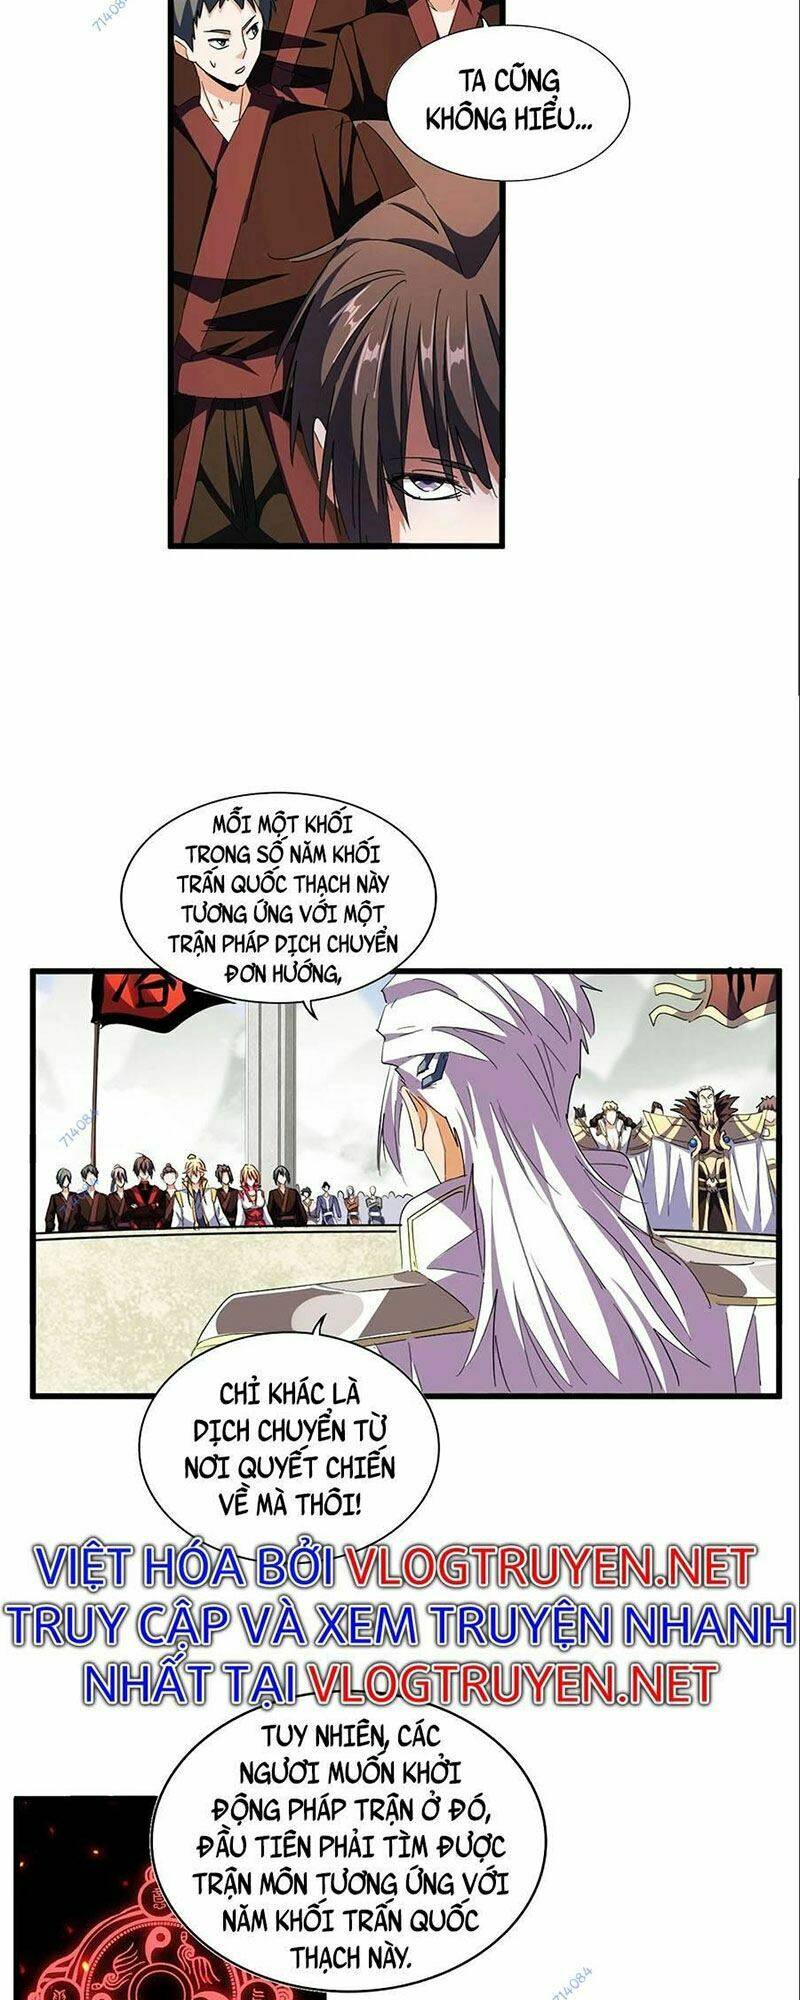 714084
TA CŨNG
KHÔNG HIỂU...
MỖI MỘT KHỐI
TRONG SỐ NĂM KHỐI
TRẤN QUỐC THẠCH NÀY
TƯƠNG ỨNG VỚI MỘT
TRẬN PHÁP DỊCH CHUYỂN
ĐƠN HƯỚNG,
714084
CHỈ KHÁC LÀ
DỊCH CHUYỂN TỪ
NƠI QUYẾT CHIẾN
VỀ MÀ THÔI!
VIỆT HÓA BỞI VLOGTRUYEN.NET
TRUY CẬP VÀ XEM TRUYỆN NHANH
NHẤT TẠI VLOGTRUYEN.NET
TUY NHIÊN, CÁC
NGƯƠI MUỐN KHỞI
ĐỘNG PHÁP TRẬN Ở ĐÓ,
ĐẦU TIÊN PHẢI TÌM ĐƯỢC
TRẬN MÔN TƯƠNG ỨNG VỚI
NĂM KHỐI TRẤN QUỐC
THẠCH NÀY.
714084